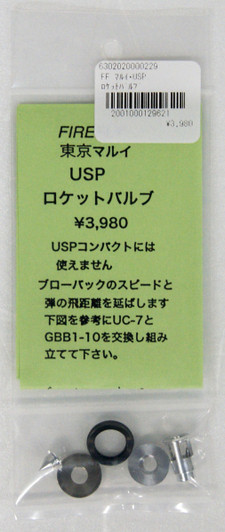 6302020000229
FF マルイ・USP
ロケットバルブ
2001000129621
¥3,980
FIRE
東京マルイ
USP
ロケットバルブ
¥3,980
USPコンパクトには
使えません
ブローバックのスピードと
弾の飛距離を延ばします
下図を参考にUC-7と
GBB1-10を交換し組み
立てて下さい。